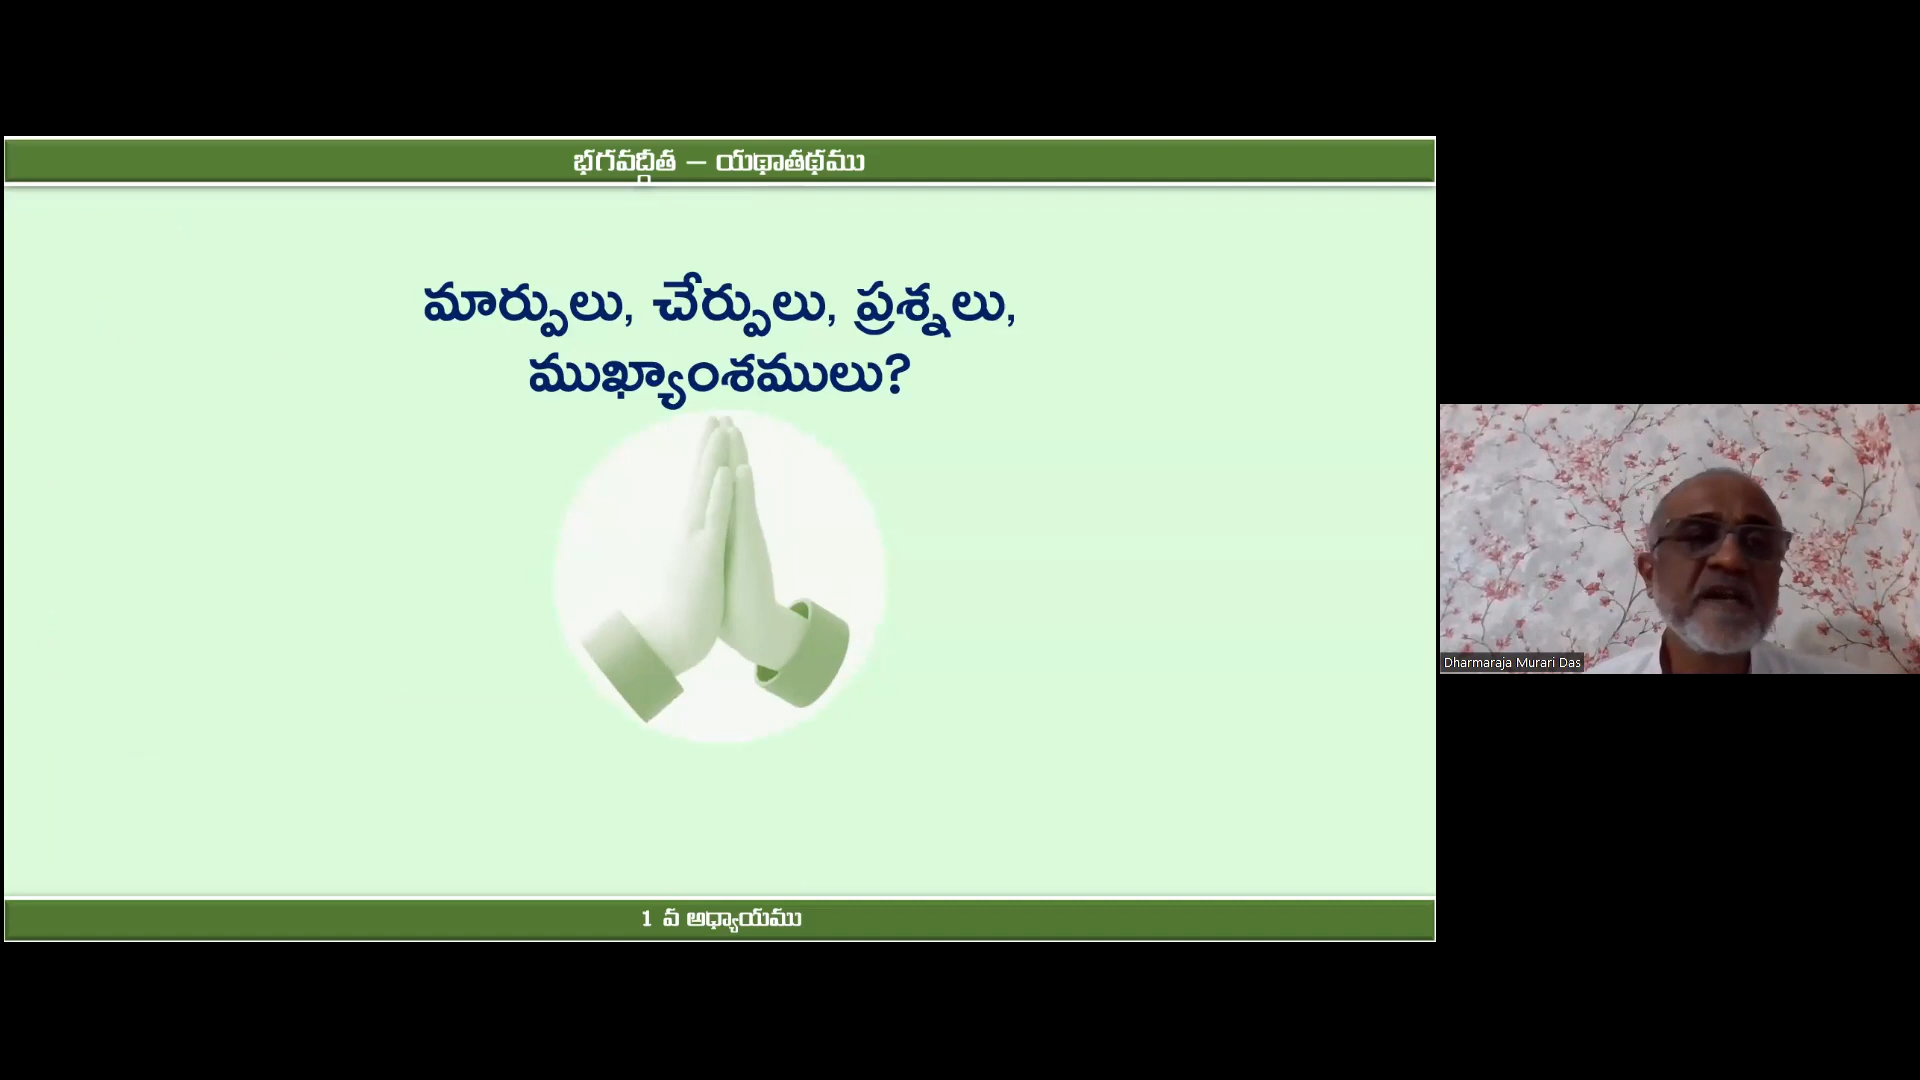 భగవద్గీత – యథాతథము
మార్పులు, చేర్పులు, ప్రశ్నలు,
ముఖ్యాంశములు?
Dharmaraja Murari Das
1 వ అధ్యాయము